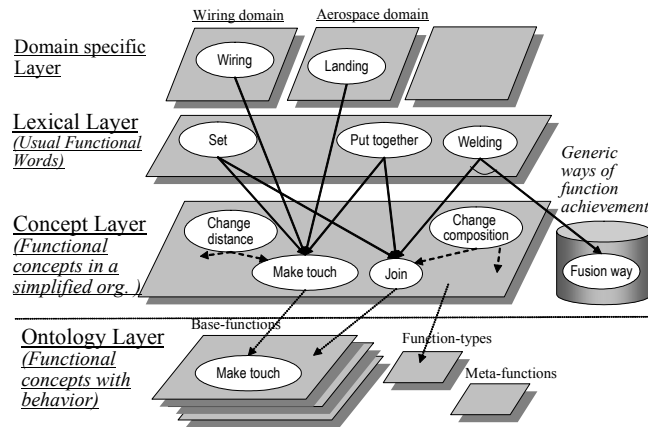 Wiring domain
Aerospace domain
Domain specific
Layer
Wiring
Landing
Lexical Layer
(Usual Functional
Words)
Set
Put together
Welding
Generic
ways of
function
achievement
Concept Layer
(Functional
concepts in a
simplified org. )
Change
distance
Change
composition
Make touch
Join
Fusion way
Ontology Layer
(Functional
concepts with
behavior)
Base-functions
Function-types
Make touch
Meta-functions